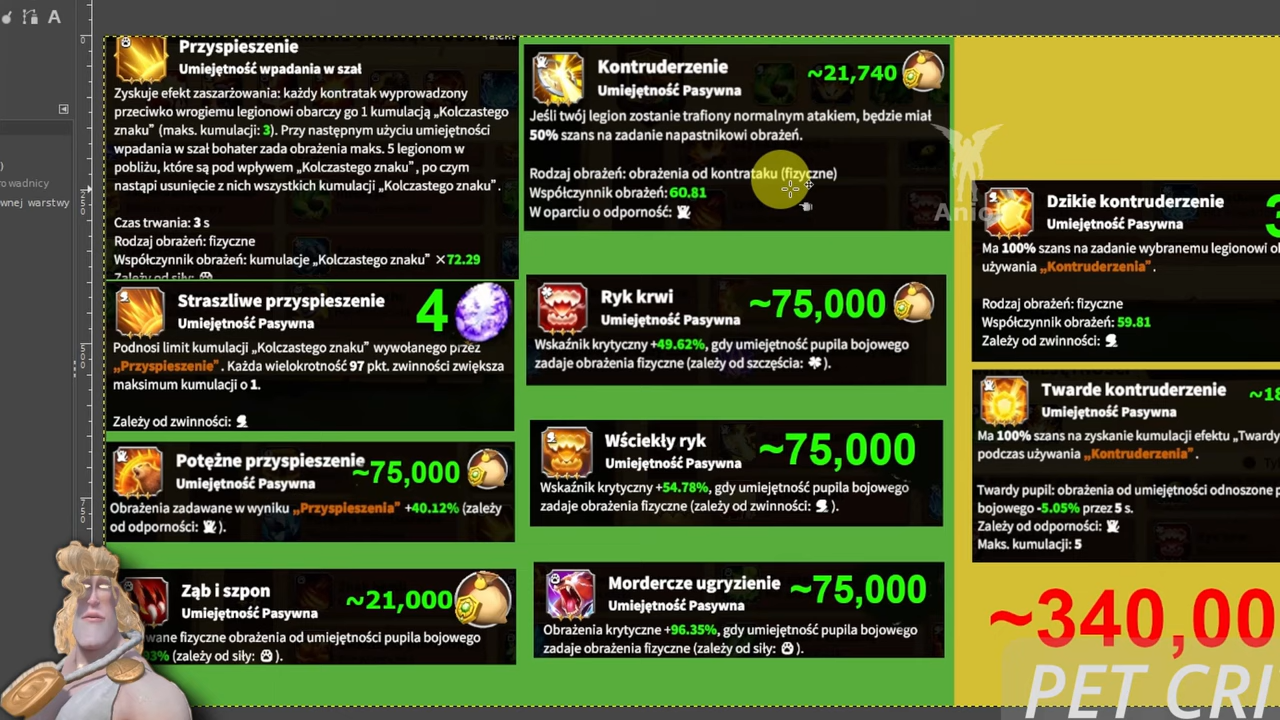 Przyspieszenie
Umiejętność wpadania w szał
Zyskuje efekt zaszarżowania: każdy kontratak wyprowadzony
przeciwko wrogiemu legionowi obarczy go 1 kumulacją „Kolczastego
znaku” (maks. kumulacji: 3). Przy następnym użyciu umiejętności
wpadania w szał bohater zada obrażenia maks. 5 legionom w
pobliżu, które są pod wpływem „Kolczastego znaku”, po czym
nastąpi usunięcie z nich wszystkich kumulacji „Kolczastego znaku”.
Czas trwania: 3 s
Rodzaj obrażeń: fizyczne
Współczynnik obrażeń: kumulacje „Kolczastego znaku” ×72.29
Zależy od siły:
Straszliwe przyspieszenie
Umiejętność Pasywna
4
Podnosi limit kumulacji „Kolczastego znaku” wywołanego przez
„Przyspieszenie”. Każda wielokrotność 97 pkt. zwinności zwiększa
maksimum kumulacji o 1.
Zależy od zwinności:
Potężne przyspieszenie
Umiejętność Pasywna
~75,000
Obrażenia zadawane w wyniku „Przyspieszenia” +40.12% (zależy
od odporności: ).
Ząb i szpon
Umiejętność Pasywna
~21,000
wane fizyczne obrażenia od umiejętności pupila bojowego
(zależy od siły: ).
Kontruderzenie
Umiejętność Pasywna
~21,740
Jeśli twój legion zostanie trafiony normalnym atakiem, będzie miał
50% szans na zadanie napastnikowi obrażeń.
Rodzaj obrażeń: obrażenia od kontrataku (fizyczne)
Współczynnik obrażeń: 60.81
W oparciu o odporność:
Ryk krwi
Umiejętność Pasywna
~75,000
Wskaźnik krytyczny +49.62%, gdy umiejętność pupila bojowego
zadaje obrażenia fizyczne (zależy od szczęścia: ).
Wściekły ryk
Umiejętność Pasywna
~75,000
Wskaźnik krytyczny +54.78%, gdy umiejętność pupila bojowego
zadaje obrażenia fizyczne (zależy od zwinności: ).
Mordercze ugryzienie
Umiejętność Pasywna
~75,000
Obrażenia krytyczne +96.35%, gdy umiejętność pupila bojowego
zadaje obrażenia fizyczne (zależy od siły: ).
Dzikie kontruderzenie
Umiejętność Pasywna
Ma 100% szans na zadanie wybranemu legionowi
używania „Kontruderzenia”.
Rodzaj obrażeń: fizyczne
Współczynnik obrażeń: 59.81
Zależy od zwinności:
Twarde kontruderzenie
Umiejętność Pasywna
~18
Ma 100% szans na zyskanie kumulacji efektu „Twardy
podczas używania „Kontruderzenia”.
Twardy pupil: obrażenia od umiejętności odnoszone
bojowego -5.05% przez 5 s.
Zależy od odporności:
Maks. kumulacji: 5
~340,00
PET CRI